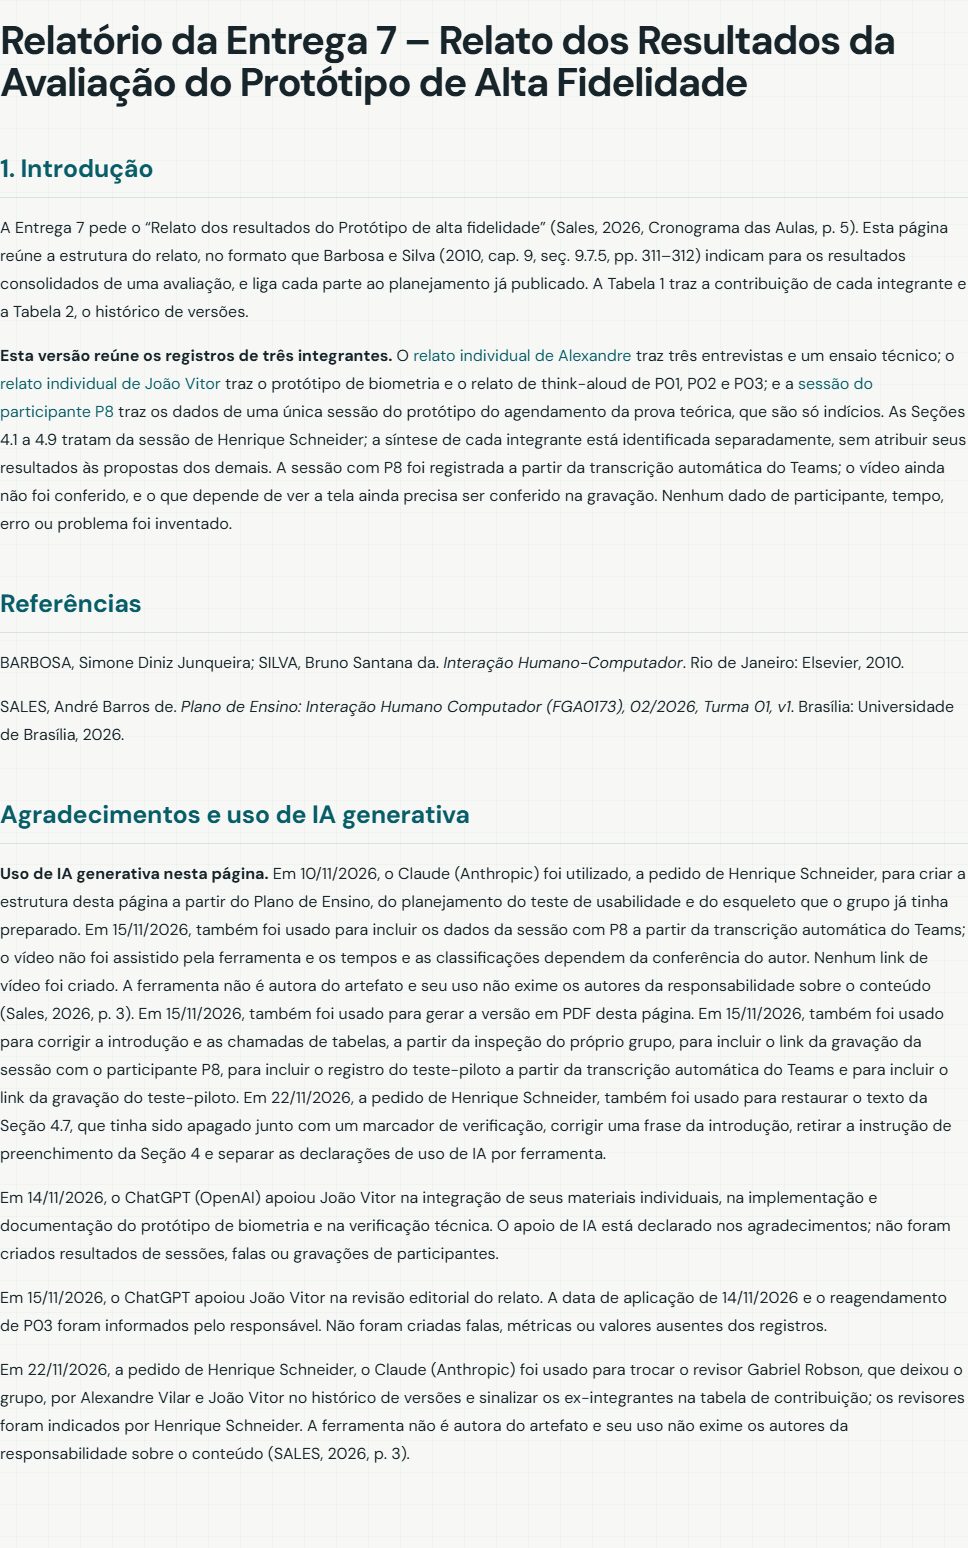 Relatório da Entrega 7 – Relato dos Resultados da
Avaliação do Protótipo de Alta Fidelidade
1. Introdução
A Entrega 7 pede o “Relato dos resultados do Protótipo de alta fidelidade” (Sales, 2026, Cronograma das Aulas, p. 5). Esta página
reúne a estrutura do relato, no formato que Barbosa e Silva (2010, cap. 9, seç. 9.7.5, pp. 311–312) indicam para os resultados
consolidados de uma avaliação, e liga cada parte ao planejamento já publicado. A Tabela 1 traz a contribuição de cada integrante e
a Tabela 2, o histórico de versões.
Esta versão reúne os registros de três integrantes. O relato individual de Alexandre traz três entrevistas e um ensaio técnico; o
relato individual de João Vitor traz o protótipo de biometria e o relato de think-aloud de P01, P02 e P03; e a sessão do
participante P8 traz os dados de uma única sessão do protótipo do agendamento da prova teórica, que são só indícios. As Seções
4.1 a 4.9 tratam da sessão de Henrique Schneider; a síntese de cada integrante está identificada separadamente, sem atribuir seus
resultados às propostas dos demais. A sessão com P8 foi registrada a partir da transcrição automática do Teams; o vídeo ainda
não foi conferido, e o que depende de ver a tela ainda precisa ser conferido na gravação. Nenhum dado de participante, tempo,
erro ou problema foi inventado.
Referências
BARBOSA, Simone Diniz Junqueira; SILVA, Bruno Santana da. Interação Humano-Computador. Rio de Janeiro: Elsevier, 2010.
SALES, André Barros de. Plano de Ensino: Interação Humano Computador (FGA0173), 02/2026, Turma 01, v1. Brasília: Universidade
de Brasília, 2026.
Agradecimentos e uso de IA generativa
Uso de IA generativa nesta página. Em 10/11/2026, o Claude (Anthropic) foi utilizado, a pedido de Henrique Schneider, para criar a
estrutura desta página a partir do Plano de Ensino, do planejamento do teste de usabilidade e do esqueleto que o grupo já tinha
preparado. Em 15/11/2026, também foi usado para incluir os dados da sessão com P8 a partir da transcrição automática do Teams;
o vídeo não foi assistido pela ferramenta e os tempos e as classificações dependem da conferência do autor. Nenhum link de
vídeo foi criado. A ferramenta não é autora do artefato e seu uso não exime os autores da responsabilidade sobre o conteúdo
(Sales, 2026, p. 3). Em 15/11/2026, também foi usado para gerar a versão em PDF desta página. Em 15/11/2026, também foi usado
para corrigir a introdução e as chamadas de tabelas, a partir da inspeção do próprio grupo, para incluir o link da gravação da
sessão com o participante P8, para incluir o registro do teste-piloto a partir da transcrição automática do Teams e para incluir o
link da gravação do teste-piloto. Em 22/11/2026, a pedido de Henrique Schneider, também foi usado para restaurar o texto da
Seção 4.7, que tinha sido apagado junto com um marcador de verificação, corrigir uma frase da introdução, retirar a instrução de
preenchimento da Seção 4 e separar as declarações de uso de IA por ferramenta.
Em 14/11/2026, o ChatGPT (OpenAI) apoiou João Vitor na integração de seus materiais individuais, na implementação e
documentação do protótipo de biometria e na verificação técnica. O apoio de IA está declarado nos agradecimentos; não foram
criados resultados de sessões, falas ou gravações de participantes.
Em 15/11/2026, o ChatGPT apoiou João Vitor na revisão editorial do relato. A data de aplicação de 14/11/2026 e o reagendamento
de P03 foram informados pelo responsável. Não foram criadas falas, métricas ou valores ausentes dos registros.
Em 22/11/2026, a pedido de Henrique Schneider, o Claude (Anthropic) foi usado para trocar o revisor Gabriel Robson, que deixou o
grupo, por Alexandre Vilar e João Vitor no histórico de versões e sinalizar os ex-integrantes na tabela de contribuição; os revisores
foram indicados por Henrique Schneider. A ferramenta não é autora do artefato e seu uso não exime os autores da
responsabilidade sobre o conteúdo (SALES, 2026, p. 3).